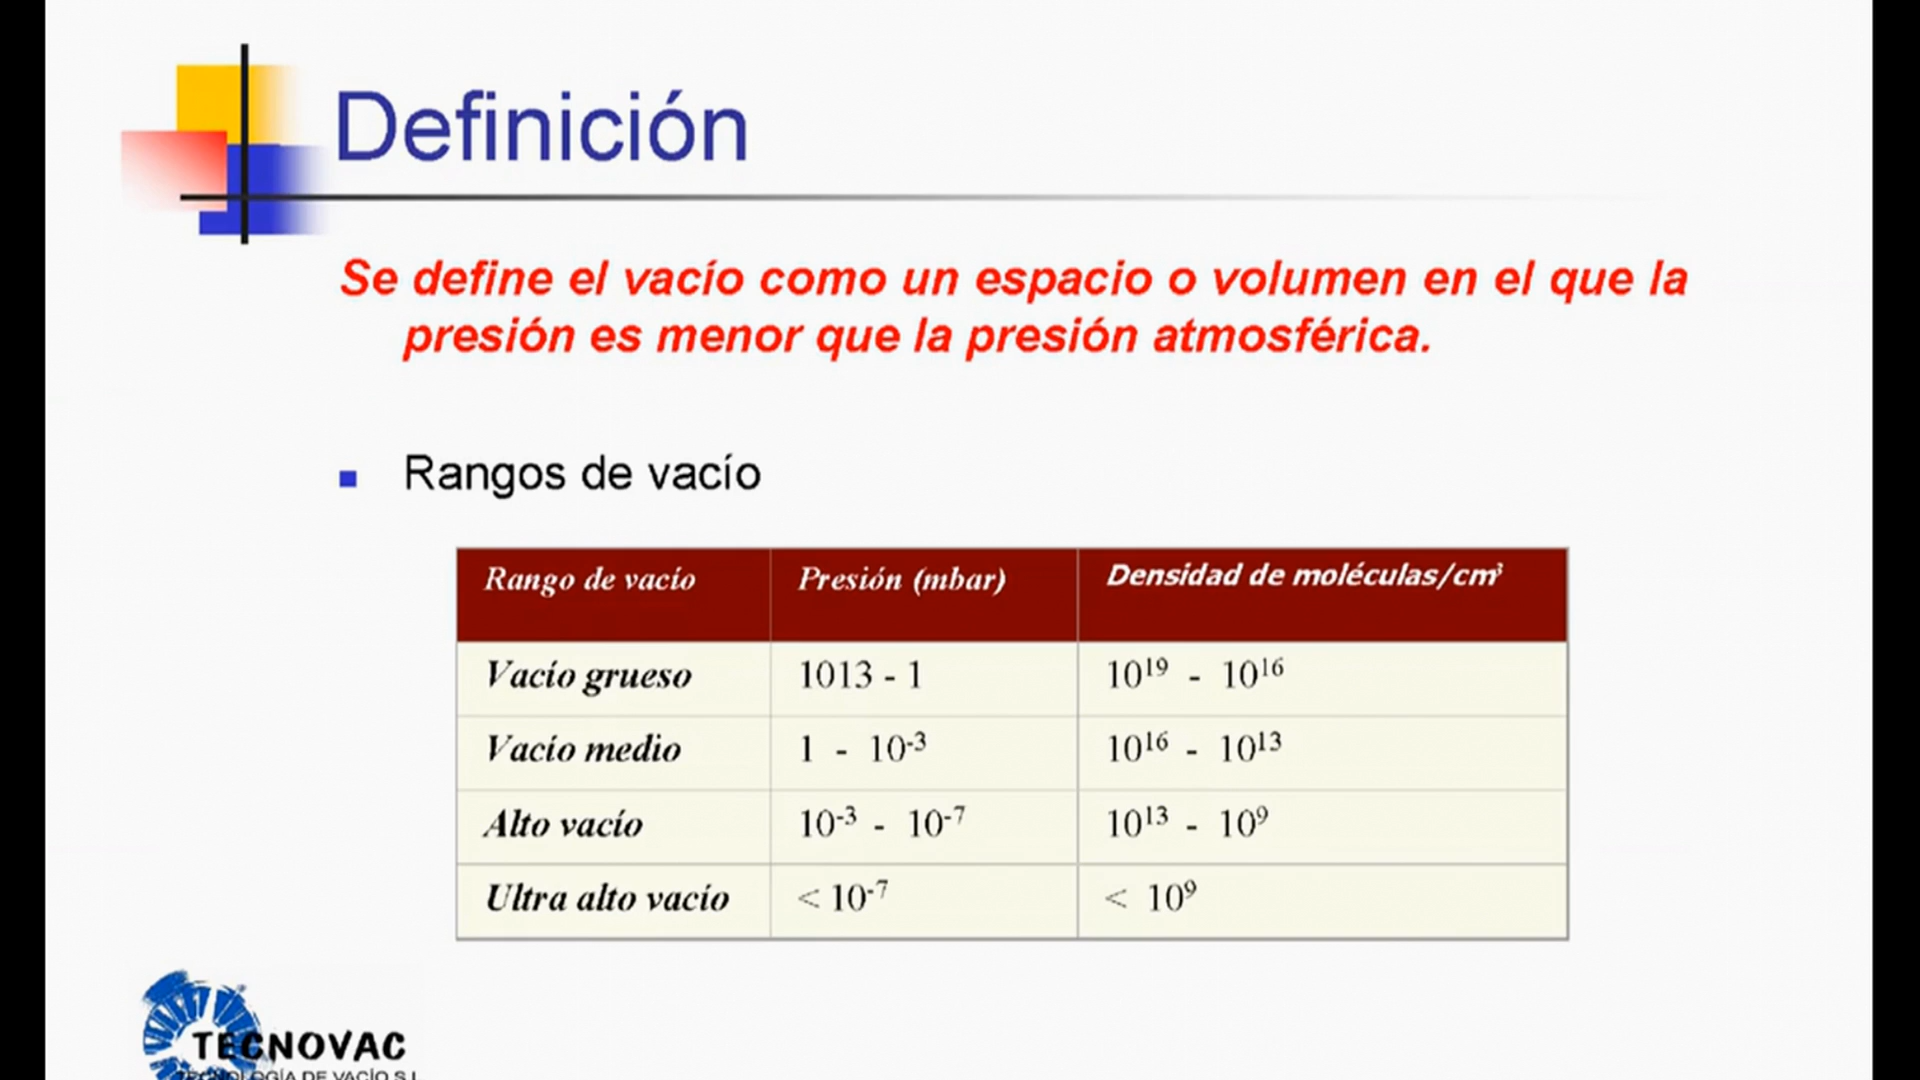 Definición
Se define el vacío como un espacio o volumen en el que la
presión es menor que la presión atmosférica.
Rangos de vacío
Rango de vacío Presión (mbar) Densidad de moléculas/cm³
Vacío grueso 1013 - 1 10¹⁹ - 10¹⁶
Vacío medio 1 - 10⁻³ 10¹⁶ - 10¹³
Alto vacío 10⁻³ - 10⁻⁷ 10¹³ - 10⁹
Ultra alto vacío < 10⁻⁷ < 10⁹
TECNOVAC
TECNOLOGÍA DE VACÍO S.L